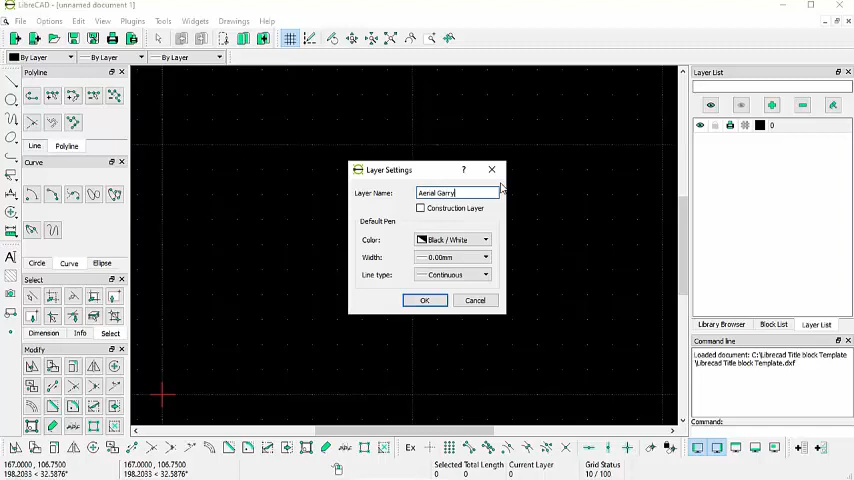 LibreCAD - [unnamed document 1]
File Options Edit View Plugins Tools Widgets Drawings Help
By Layer By Layer By Layer
Polyline
Line Polyline
Curve
Circle Curve Ellipse
Select
Dimension Info Select
Modify
Layer Settings
?
Layer Name: Aerial Garry
Construction Layer
Default Pen
Color: Black / White
Width: 0.00mm
Line type: Continuous
OK Cancel
Layer List
0
Library Browser Block List Layer List
Command line
Loaded document: C:\Librecad Title block Template
\Librecad Title block Template.dxf
Command:
A
Ex
167.0000 , 106.7500
198.2033 < 32.5876°
167.0000 , 106.7500
198.2033 < 32.5876°
Selected Total Length
0 0
Current Layer
0
Grid Status
10 / 100